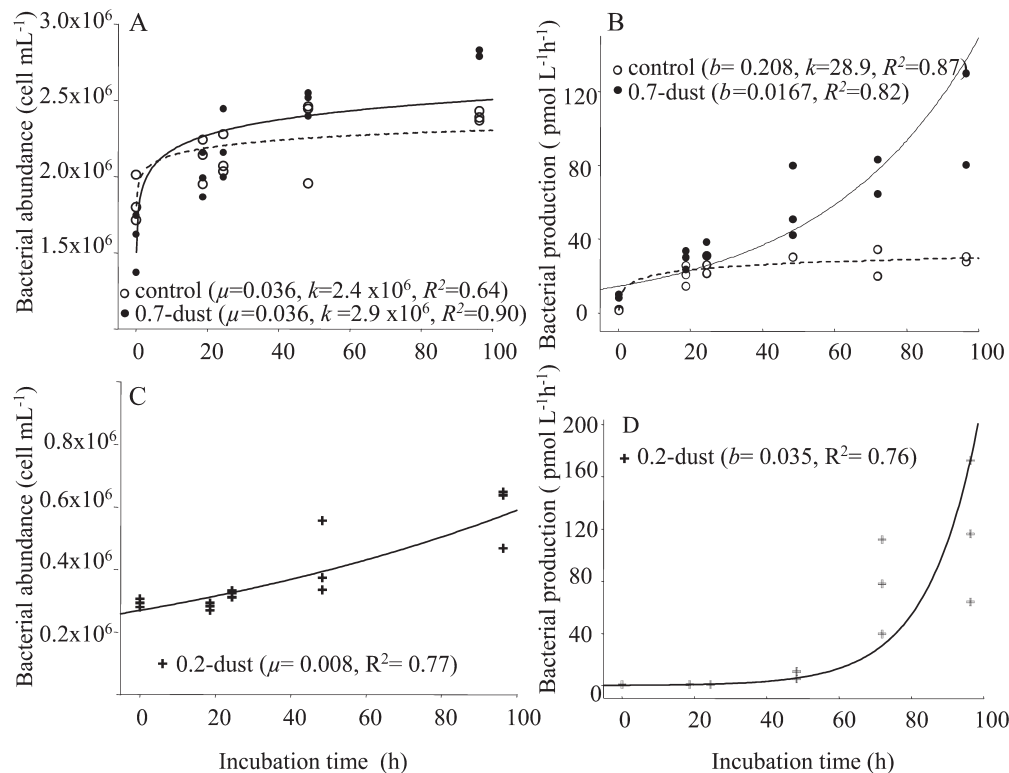 A
Bacterial abundance (cell mL⁻¹)
3.0x10⁶
2.5x10⁶
2.0x10⁶
1.5x10⁶
control (μ=0.036, k=2.4 x10⁶, R²=0.64)
0.7-dust (μ=0.036, k =2.9 x10⁶, R²=0.90)
0 20 40 60 80 100
B
Bacterial production ( pmol L⁻¹h⁻¹)
control (b= 0.208, k=28.9, R²=0.87)
0.7-dust (b=0.0167, R²=0.82)
120
80
40
0
0 20 40 60 80 100
C
Bacterial abundance (cell mL⁻¹)
0.8x10⁶
0.6x10⁶
0.4x10⁶
0.2x10⁶
0.2-dust (μ= 0.008, R²= 0.77)
0 20 40 60 80 100
Incubation time (h)
D
Bacterial production ( pmol L⁻¹h⁻¹)
0.2-dust (b= 0.035, R²= 0.76)
200
160
120
80
40
0
0 20 40 60 80 100
Incubation time (h)